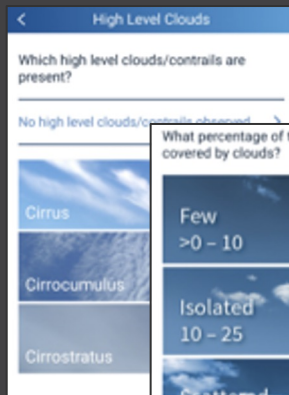 High Level Clouds
Which high level clouds/contrails are
present?
No high level clouds/contrails observed
Cirrus
Cirrocumulus
Cirrostratus
What percentage of
covered by clouds?
Few
>0 – 10
Isolated
10 – 25
Scattered